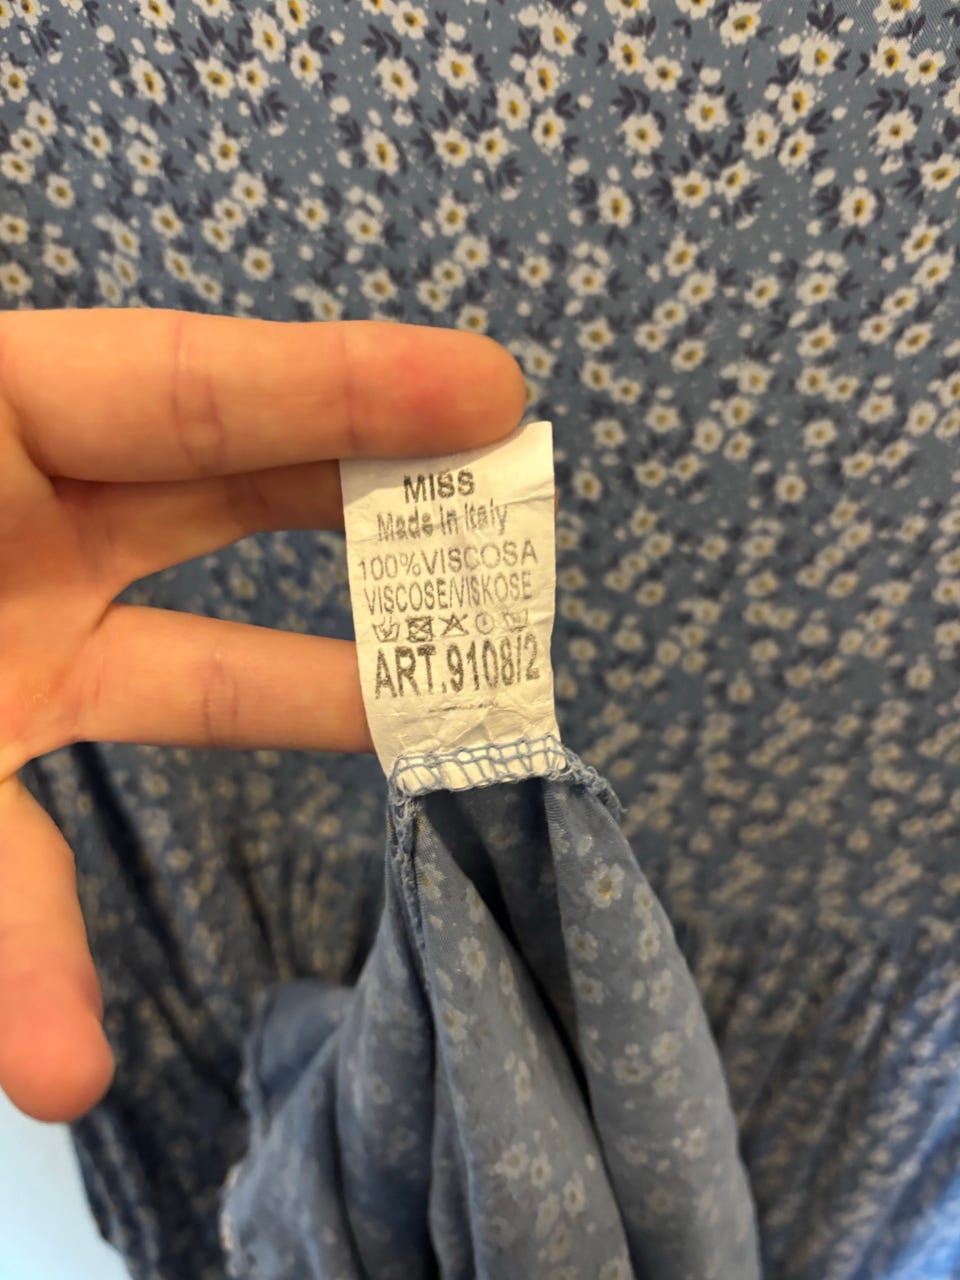 MISS
Made in Italy
100%VISCOSA
VISCOSE/VISKOSE
ART.9108/2